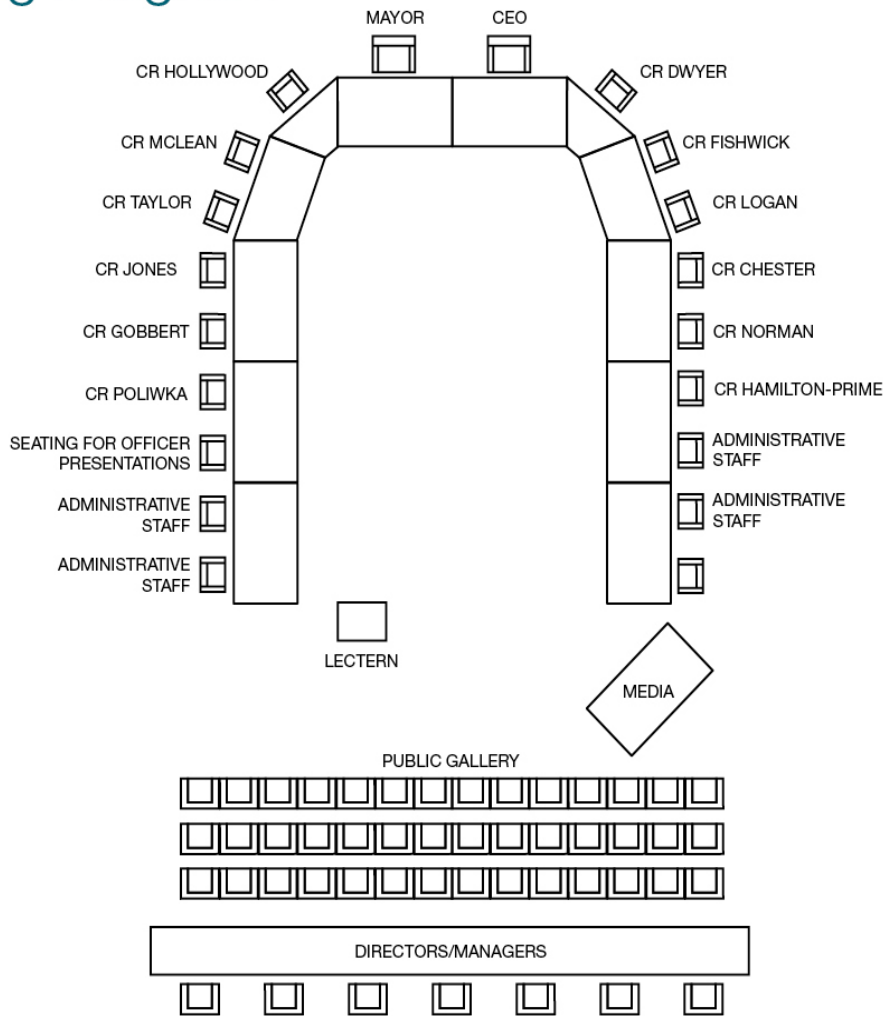 MAYOR
CEO
CR HOLLYWOOD
CR DWYER
CR MCLEAN
CR FISHWICK
CR TAYLOR
CR LOGAN
CR JONES
CR CHESTER
CR GOBBERT
CR NORMAN
CR POLIWKA
CR HAMILTON-PRIME
SEATING FOR OFFICER
PRESENTATIONS
ADMINISTRATIVE
STAFF
ADMINISTRATIVE
STAFF
ADMINISTRATIVE
STAFF
ADMINISTRATIVE
STAFF
LECTERN
MEDIA
PUBLIC GALLERY
DIRECTORS/MANAGERS